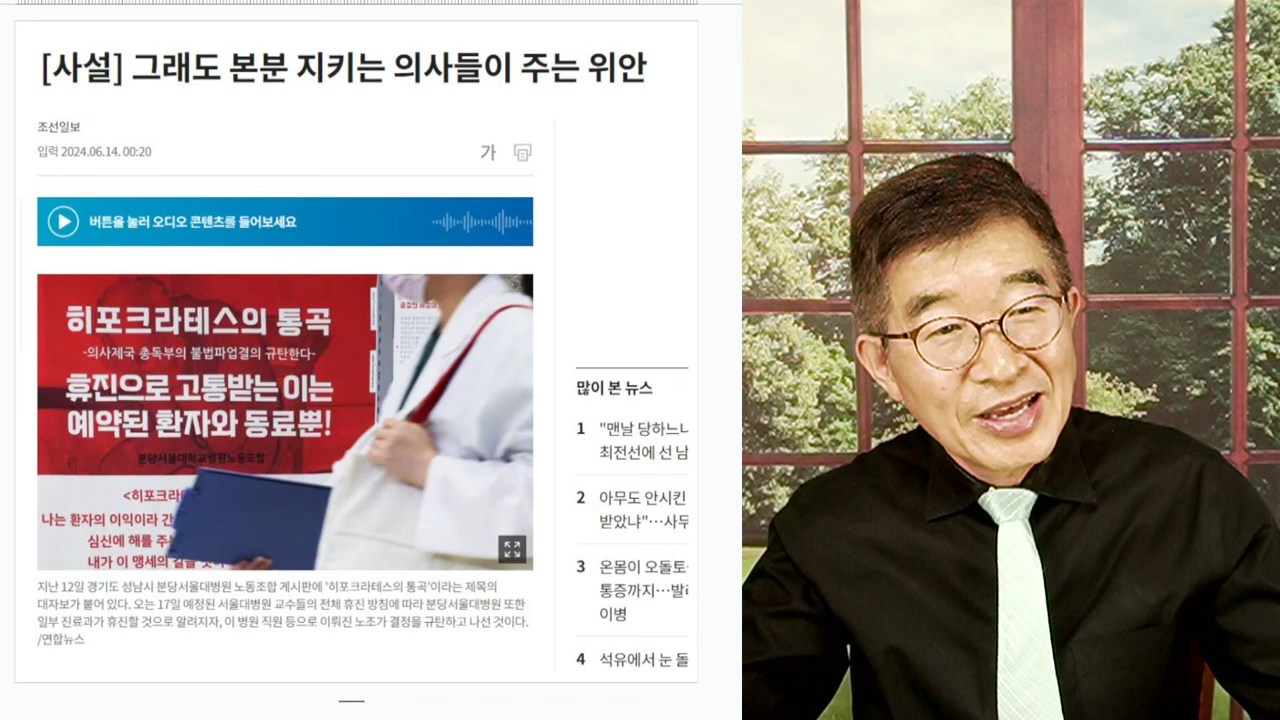 [사설] 그래도 본분 지키는 의사들이 주는 위안
조선일보
입력 2024.06.14. 00:20
가
버튼을 눌러 오디오 콘텐츠를 들어보세요
히포크라테스의 통곡
-의사제국 총독부의 불법파업결의 규탄한다-
휴진으로 고통받는 이는
예약된 환자와 동료뿐!
분당서울대학교병원노동조합
<히포크라
나는 환자의 이익이라 간
심신에 해를 주
내가 이 맹세의
지난 12일 경기도 성남시 분당서울대병원 노동조합 게시판에 '히포크라테스의 통곡'이라는 제목의
대자보가 붙어 있다. 오는 17일 예정된 서울대병원 교수들의 전체 휴진 방침에 따라 분당서울대병원 또한
일부 진료과가 휴진할 것으로 알려지자, 이 병원 직원 등으로 이뤄진 노조가 결정을 규탄하고 나선 것이다.
/연합뉴스
많이 본 뉴스
1 "맨날 당하느냐
최전선에 선 남
2 아무도 안시킨
받았냐"…사무
3 온몸이 오돌토
통증까지…발
이병
4 석유에서 눈 돌